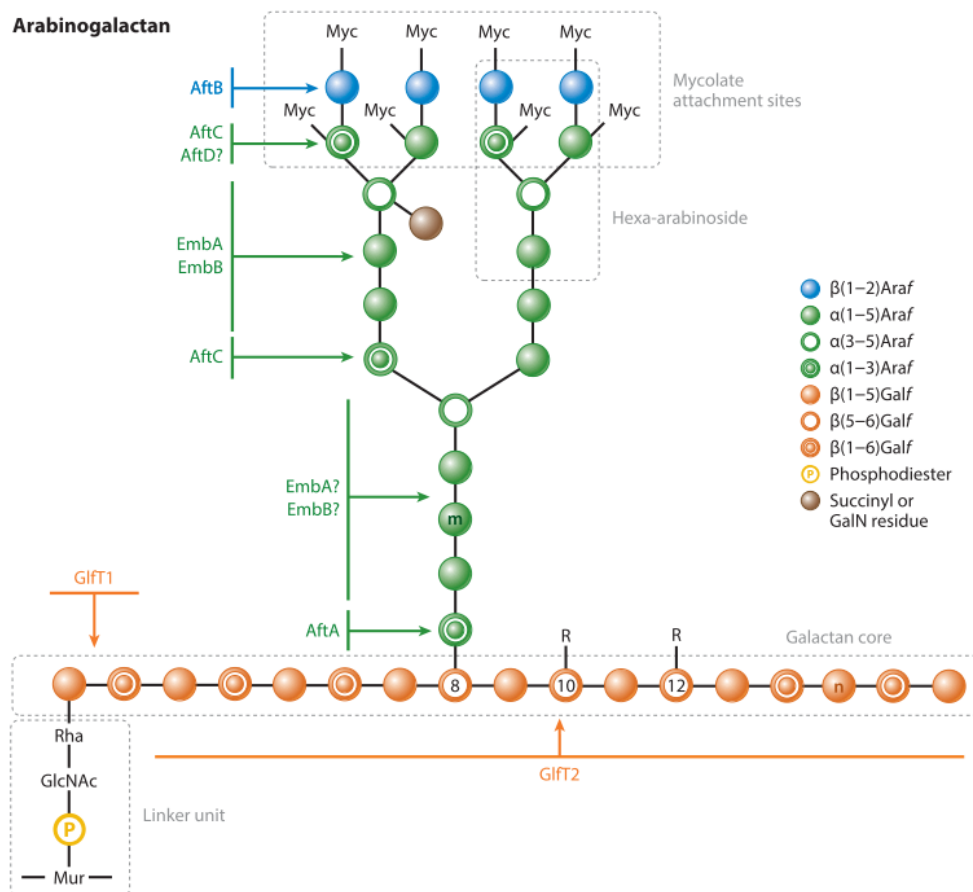 Arabinogalactan
Myc Myc Myc Myc
AftB
Mycolate
attachment sites
Myc Myc Myc Myc
AftC
AftD?
Hexa-arabinoside
EmbA
EmbB
β(1–2)Araf
α(1–5)Araf
α(3–5)Araf
α(1–3)Araf
β(1–5)Galf
β(5–6)Galf
β(1–6)Galf
P Phosphodiester
Succinyl or
GalN residue
AftC
EmbA?
EmbB?
m
GlfT1
AftA
R R
Galactan core
8 10 12 n
Rha
GlcNAc
GlfT2
Linker unit
P
Mur